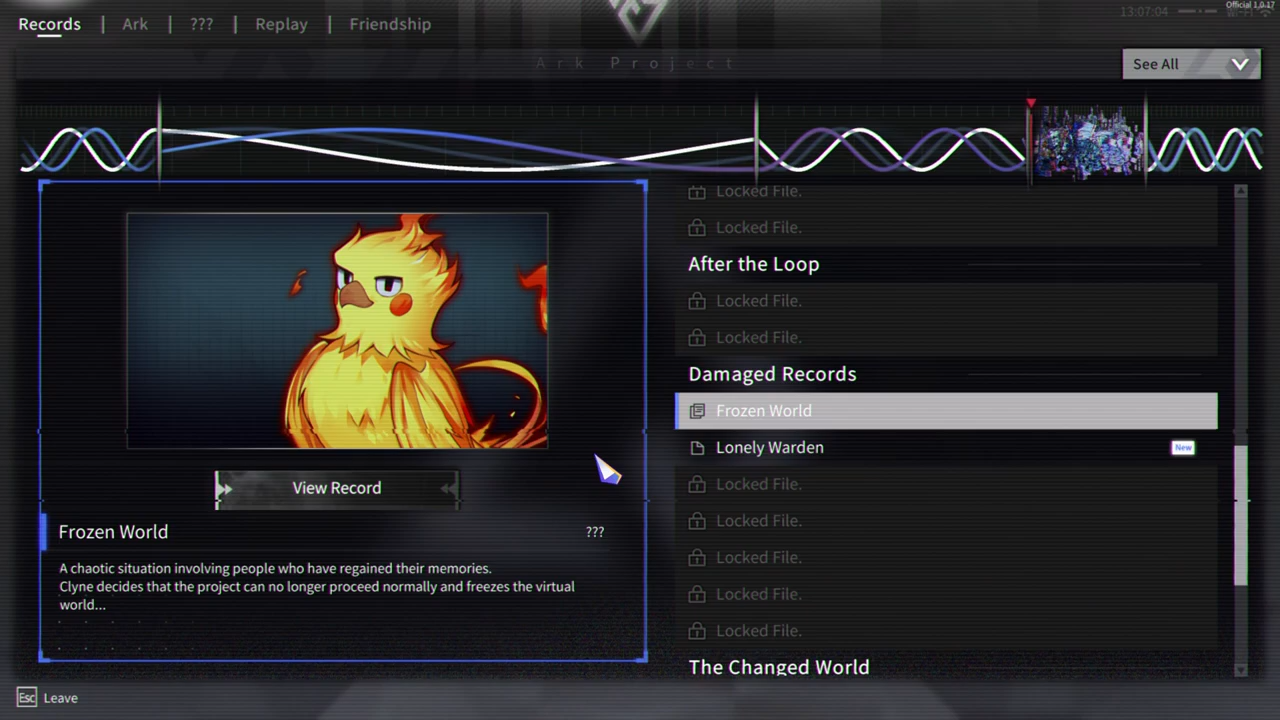 Records | Ark | ??? | Replay | Friendship
13:07:04
Official 1.0.17
Ark Project
See All
Locked File.
Locked File.
After the Loop
Locked File.
Locked File.
Damaged Records
Frozen World
Lonely Warden
New
Locked File.
Locked File.
Locked File.
Locked File.
Locked File.
The Changed World
View Record
Frozen World
???
A chaotic situation involving people who have regained their memories.
Clyne decides that the project can no longer proceed normally and freezes the virtual
world...
Esc Leave